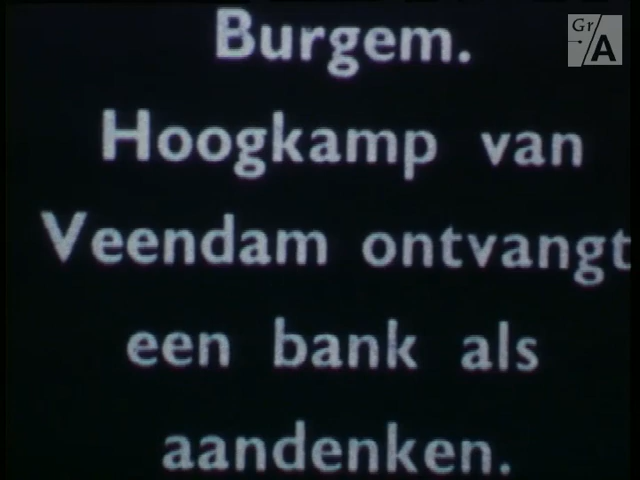 Gr
A
Burgem.
Hoogkamp van
Veendam ontvangt
een bank als
aandenken.